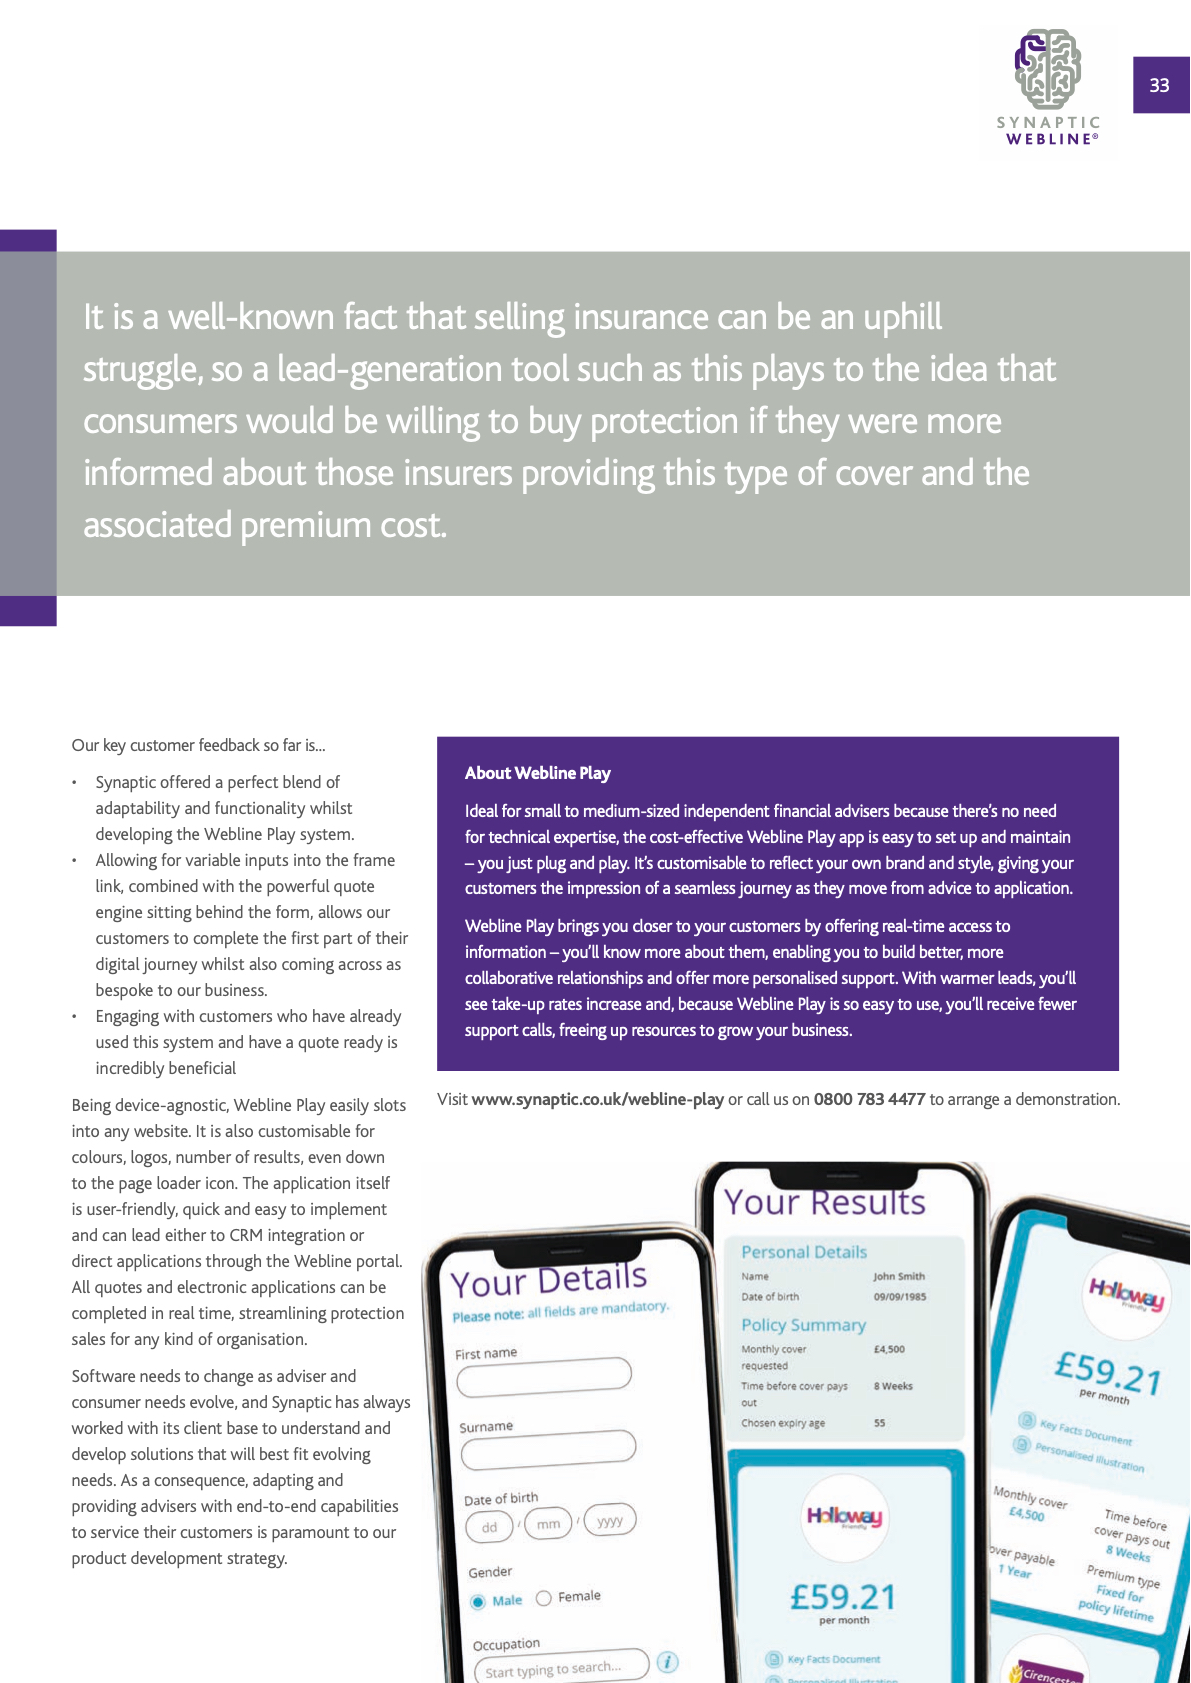 SYNAPTIC
WEBLINE®
33
It is a well-known fact that selling insurance can be an uphill
struggle, so a lead-generation tool such as this plays to the idea that
consumers would be willing to buy protection if they were more
informed about those insurers providing this type of cover and the
associated premium cost.
Our key customer feedback so far is...
• Synaptic offered a perfect blend of
adaptability and functionality whilst
developing the Webline Play system.
• Allowing for variable inputs into the frame
link, combined with the powerful quote
engine sitting behind the form, allows our
customers to complete the first part of their
digital journey whilst also coming across as
bespoke to our business.
• Engaging with customers who have already
used this system and have a quote ready is
incredibly beneficial
Being device-agnostic, Webline Play easily slots
into any website. It is also customisable for
colours, logos, number of results, even down
to the page loader icon. The application itself
is user-friendly, quick and easy to implement
and can lead either to CRM integration or
direct applications through the Webline portal.
All quotes and electronic applications can be
completed in real time, streamlining protection
sales for any kind of organisation.
Software needs to change as adviser and
consumer needs evolve, and Synaptic has always
worked with its client base to understand and
develop solutions that will best fit evolving
needs. As a consequence, adapting and
providing advisers with end-to-end capabilities
to service their customers is paramount to our
product development strategy.
About Webline Play
Ideal for small to medium-sized independent financial advisers because there's no need
for technical expertise, the cost-effective Webline Play app is easy to set up and maintain
– you just plug and play. It's customisable to reflect your own brand and style, giving your
customers the impression of a seamless journey as they move from advice to application.
Webline Play brings you closer to your customers by offering real-time access to
information – you'll know more about them, enabling you to build better, more
collaborative relationships and offer more personalised support. With warmer leads, you'll
see take-up rates increase and, because Webline Play is so easy to use, you'll receive fewer
support calls, freeing up resources to grow your business.
Visit www.synaptic.co.uk/webline-play or call us on 0800 783 4477 to arrange a demonstration.
Your Details
Please note: all fields are mandatory.
First name
Surname
Date of birth
dd / mm / yyyy
Gender
Male Female
Occupation
Start typing to search... i
Your Results
Personal Details
Name John Smith
Date of birth 09/09/1985
Policy Summary
Monthly cover £4,500
requested
Time before cover pays 8 Weeks
out
Chosen expiry age 55
Holloway
Friendly
£59.21
per month
Key Facts Document
Personalised Illustration
Holloway
Friendly
£59.21
per month
Key Facts Document
Personalised Illustration
Monthly cover
£4,500
Time before
cover pays out
8 Weeks
payable
1 Year
Premium type
Fixed for
policy lifetime